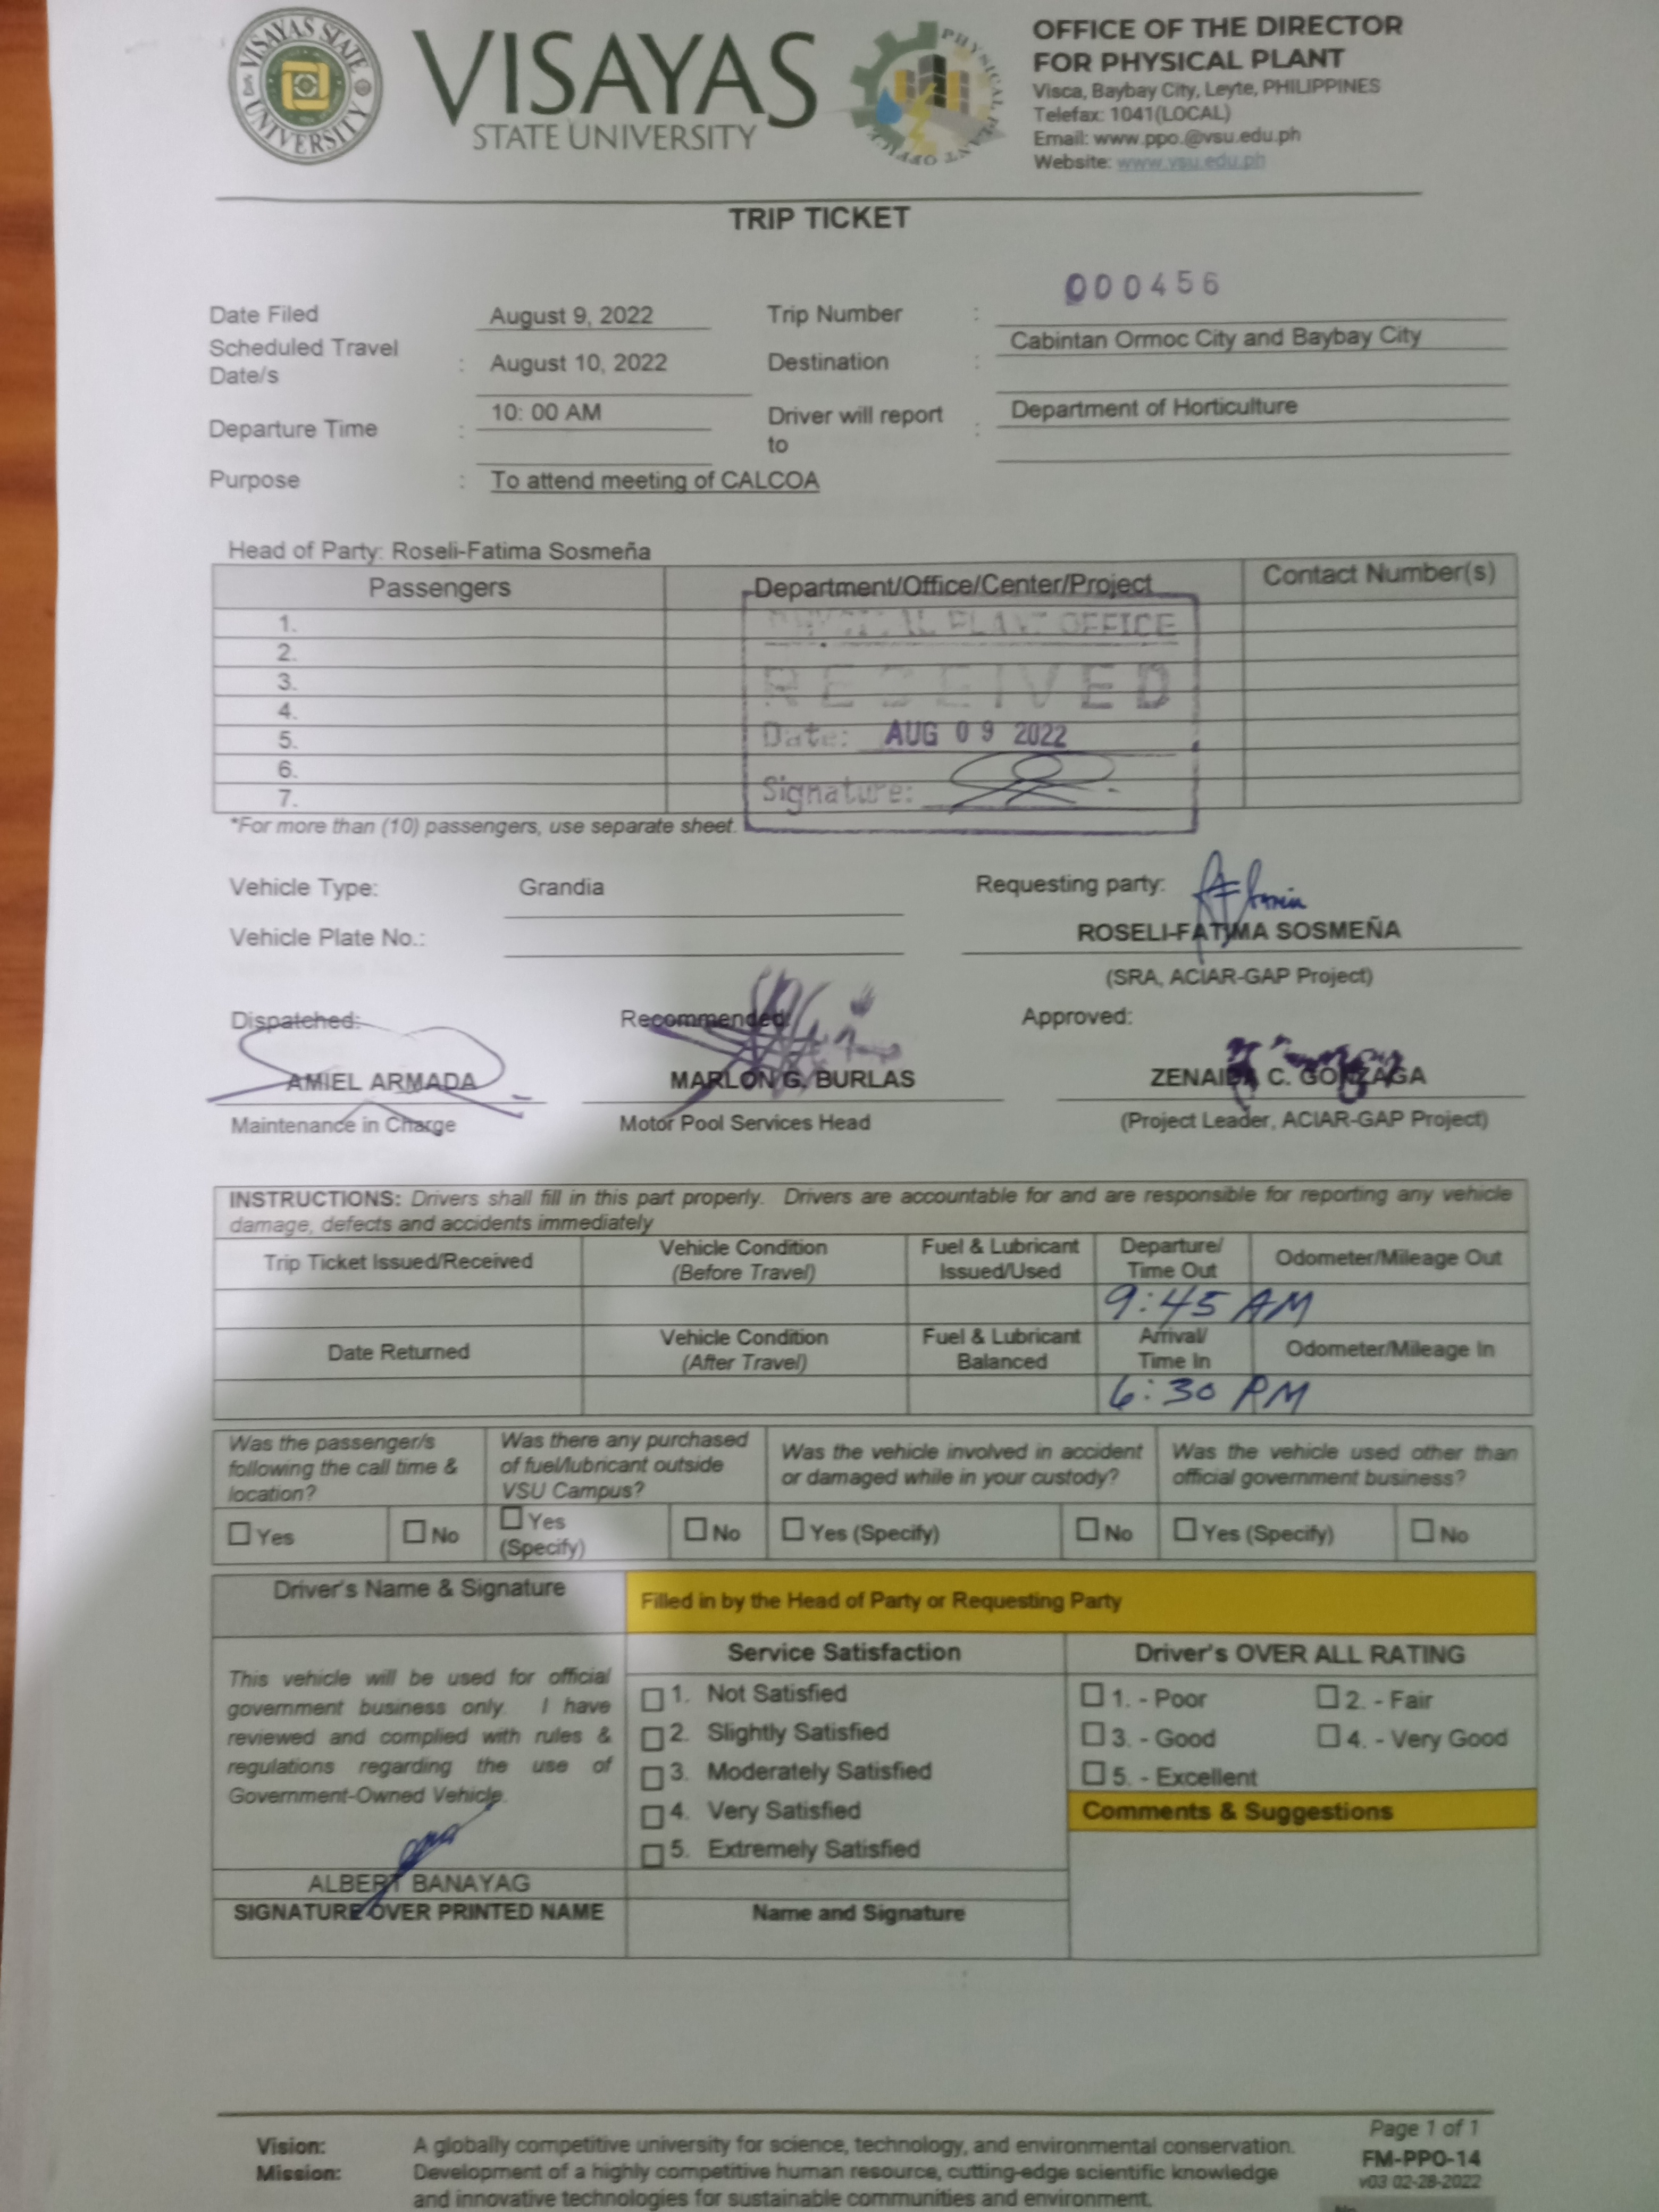 VISAYAS STATE UNIVERSITY
VISAYAS
STATE UNIVERSITY
PHYSICAL PLANT OFFICE
OFFICE OF THE DIRECTOR
FOR PHYSICAL PLANT
Visca, Baybay City, Leyte, PHILIPPINES
Telefax: 1041(LOCAL)
Email: www.ppo.@vsu.edu.ph
Website: www.vsu.edu.ph
TRIP TICKET
000456
Date Filed August 9, 2022 Trip Number :
Scheduled Travel Date/s : August 10, 2022 Destination : Cabintan Ormoc City and Baybay City
Departure Time : 10: 00 AM Driver will report to : Department of Horticulture
Purpose : To attend meeting of CALCOA
Head of Party: Roseli-Fatima Sosmeña
Passengers Department/Office/Center/Project Contact Number(s)
1.
2.
3.
4.
5.
6.
7.
PHYSICAL PLANT OFFICE
RECEIVED
Date: AUG 09 2022
Signature:
*For more than (10) passengers, use separate sheet.
Vehicle Type: Grandia Requesting party:
Vehicle Plate No.: ROSELI-FATIMA SOSMEÑA
(SRA, ACIAR-GAP Project)
Dispatched: Recommended: Approved:
AMIEL ARMADA MARLON G. BURLAS ZENAIDA C. GONZAGA
Maintenance in Charge Motor Pool Services Head (Project Leader, ACIAR-GAP Project)
INSTRUCTIONS: Drivers shall fill in this part properly. Drivers are accountable for and are responsible for reporting any vehicle
damage, defects and accidents immediately
Trip Ticket Issued/Received Vehicle Condition (Before Travel) Fuel & Lubricant Issued/Used Departure/ Time Out Odometer/Mileage Out
9:45 AM
Date Returned Vehicle Condition (After Travel) Fuel & Lubricant Balanced Arrival/ Time In Odometer/Mileage In
6:30 PM
Was the passenger/s following the call time & location? Was there any purchased of fuel/lubricant outside VSU Campus? Was the vehicle involved in accident or damaged while in your custody? Was the vehicle used other than official government business?
Yes No Yes (Specify) No Yes (Specify) No Yes (Specify) No
Driver's Name & Signature Filled in by the Head of Party or Requesting Party
This vehicle will be used for official
government business only. I have
reviewed and complied with rules &
regulations regarding the use of
Government-Owned Vehicle.
ALBERT BANAYAG
SIGNATURE OVER PRINTED NAME
Service Satisfaction
1. Not Satisfied
2. Slightly Satisfied
3. Moderately Satisfied
4. Very Satisfied
5. Extremely Satisfied
Name and Signature
Driver's OVER ALL RATING
1. - Poor 2. - Fair
3. - Good 4. - Very Good
5. - Excellent
Comments & Suggestions
Vision: A globally competitive university for science, technology, and environmental conservation.
Mission: Development of a highly competitive human resource, cutting-edge scientific knowledge
and innovative technologies for sustainable communities and environment.
Page 1 of 1
FM-PPO-14
v03 02-28-2022
No.